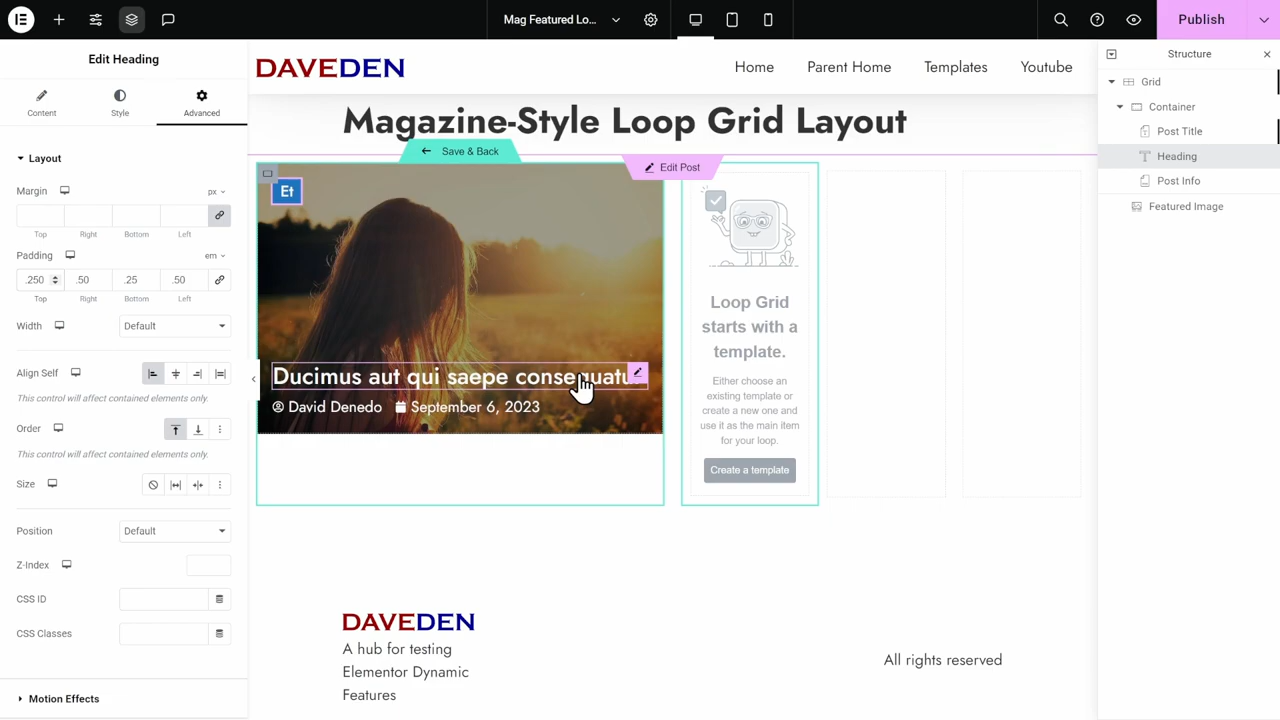 Mag Featured Lo...
Publish
Edit Heading
Content
Style
Advanced
Layout
Margin
px
Top
Right
Bottom
Left
Padding
em
.250
.50
.25
.50
Top
Right
Bottom
Left
Width
Default
Align Self
This control will affect contained elements only.
Order
This control will affect contained elements only.
Size
Position
Default
Z-Index
CSS ID
CSS Classes
Motion Effects
DAVEDEN
Home
Parent Home
Templates
Youtube
Magazine-Style Loop Grid Layout
Save & Back
Edit Post
Et
Ducimus aut qui saepe consequatu
David Denedo
September 6, 2023
Loop Grid
starts with a
template.
Either choose an
existing template or
create a new one and
use it as the main item
for your loop.
Create a template
DAVEDEN
A hub for testing
Elementor Dynamic
Features
All rights reserved
Structure
Grid
Container
Post Title
Heading
Post Info
Featured Image